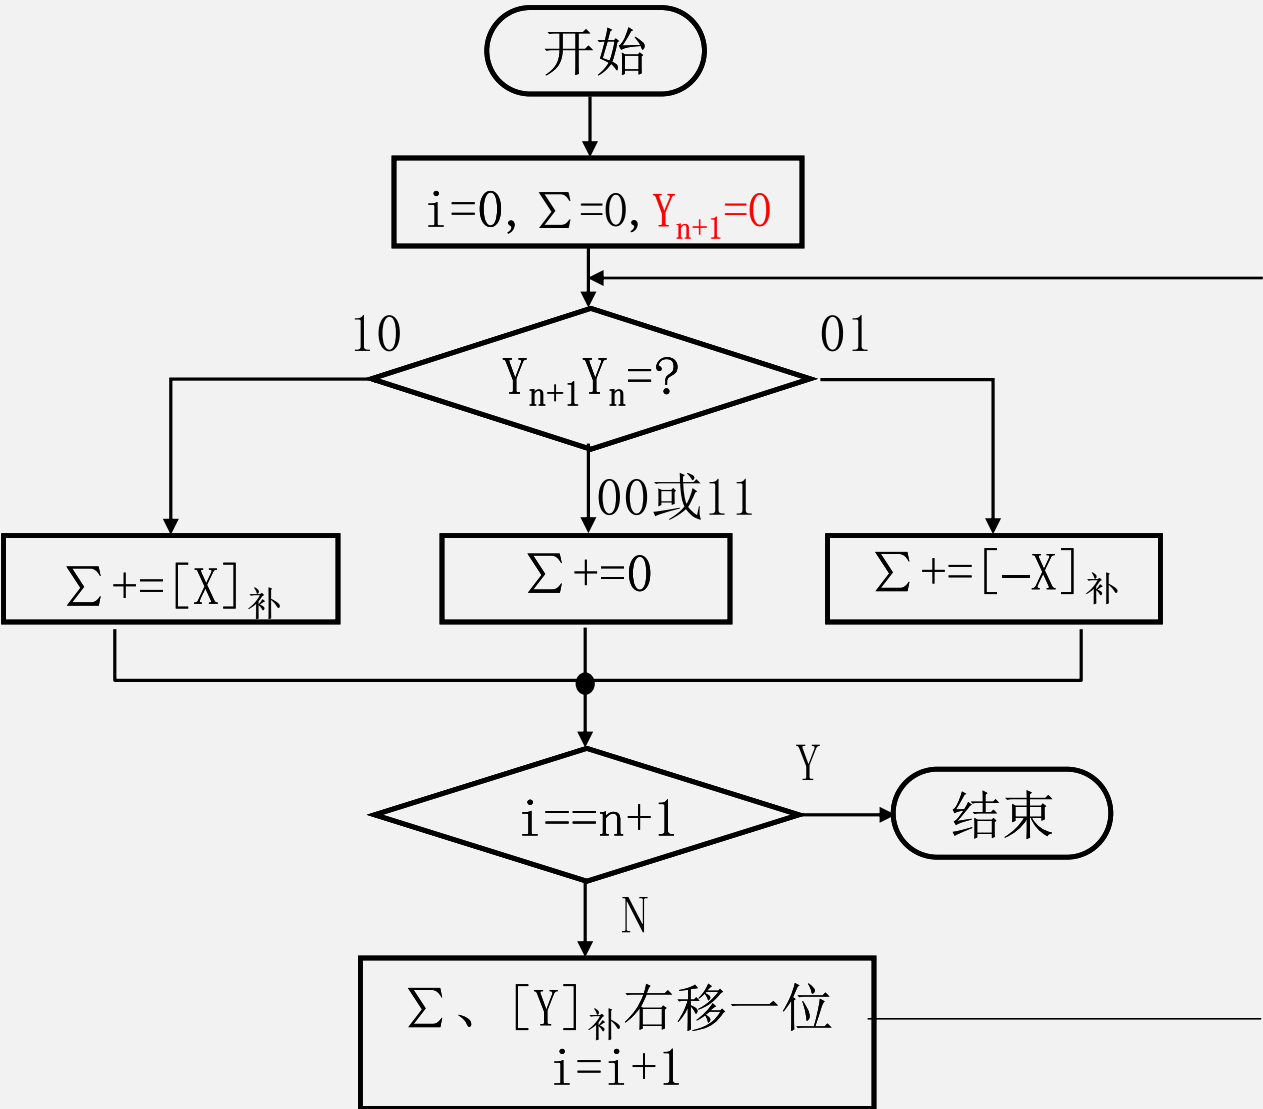 开始
i=0, Σ=0, Yn+1=0
10
01
Yn+1Yn=?
00或11
Σ+=[X]补
Σ+=0
Σ+=[-X]补
Y
i==n+1
结束
N
Σ、[Y]补右移一位
i=i+1